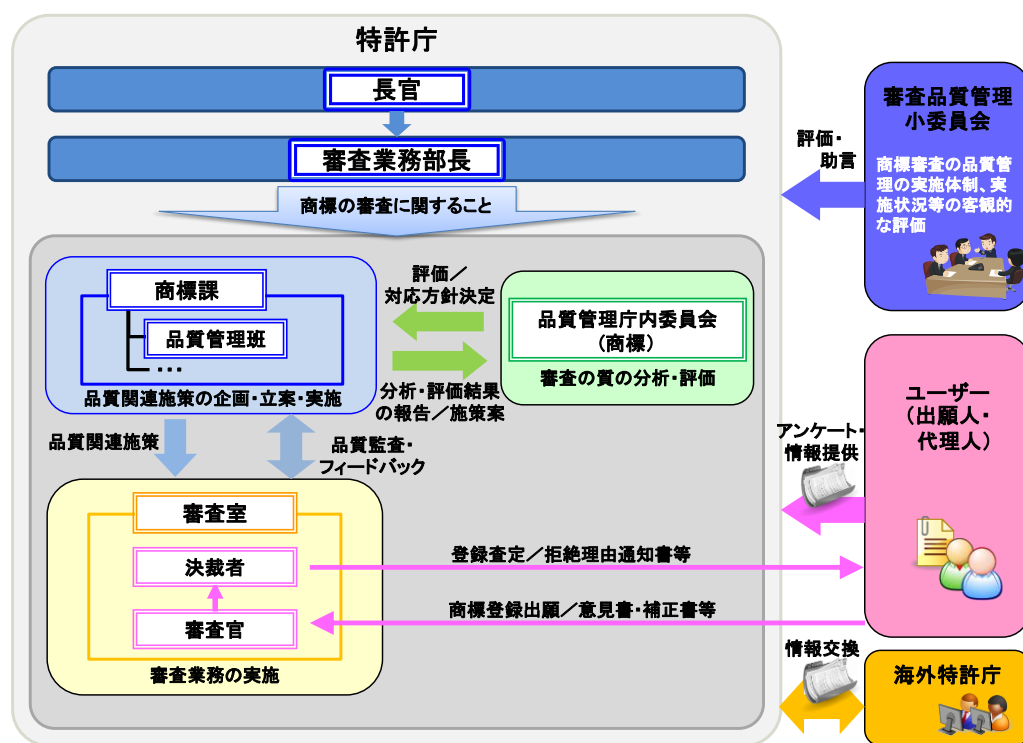 特許庁
長官
審査業務部長
商標の審査に関すること
商標課
品質管理班
…
品質関連施策の企画・立案・実施
評価／
対応方針決定
分析・評価結果
の報告／施策案
品質管理庁内委員会
(商標)
審査の質の分析・評価
品質関連施策
品質監査・
フィードバック
審査室
決裁者
審査官
審査業務の実施
登録査定／拒絶理由通知書等
商標登録出願／意見書・補正書等
評価・
助言
審査品質管理
小委員会
商標審査の品質管
理の実施体制、実
施状況等の客観的
な評価
アンケート・
情報提供
ユーザー
（出願人・
代理人）
情報交換
海外特許庁